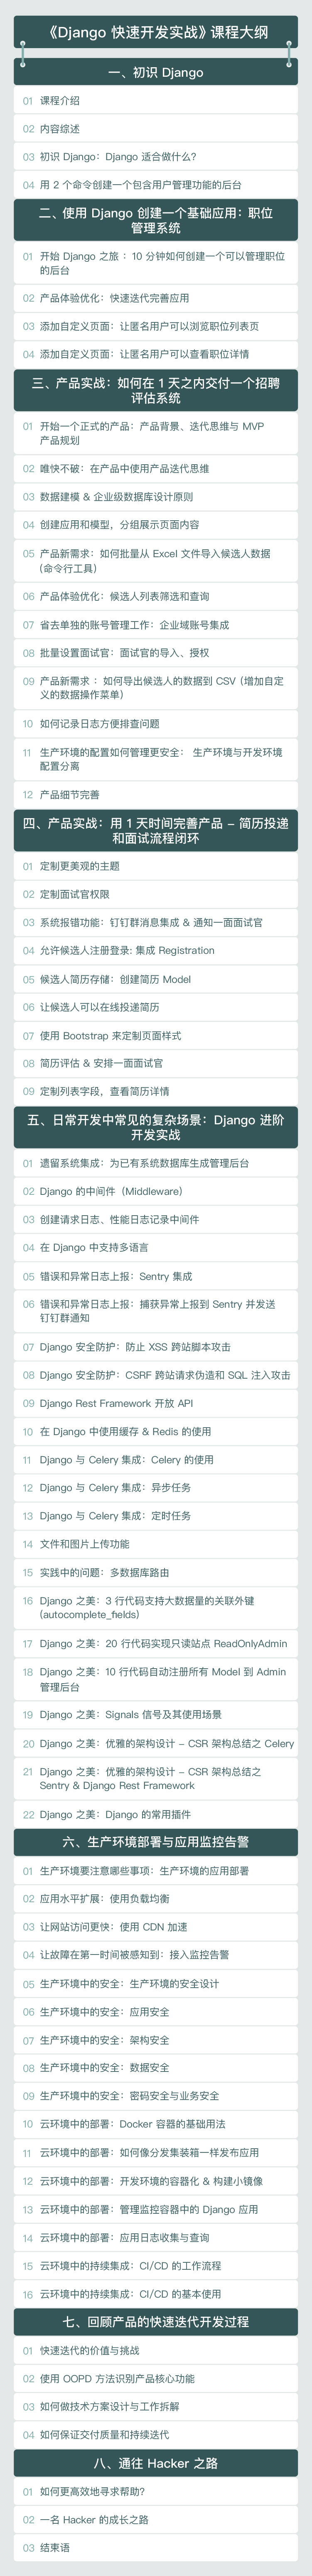 《Django 快速开发实战》课程大纲
一、初识 Django
01 课程介绍
02 内容综述
03 初识 Django：Django 适合做什么?
04 用 2 个命令创建一个包含用户管理功能的后台
二、使用 Django 创建一个基础应用：职位
管理系统
01 开始 Django 之旅 ：10 分钟如何创建一个可以管理职位
的后台
02 产品体验优化：快速迭代完善应用
03 添加自定义页面：让匿名用户可以浏览职位列表页
04 添加自定义页面：让匿名用户可以查看职位详情
三、产品实战：如何在 1 天之内交付一个招聘
评估系统
01 开始一个正式的产品：产品背景、迭代思维与 MVP
产品规划
02 唯快不破：在产品中使用产品迭代思维
03 数据建模 & 企业级数据库设计原则
04 创建应用和模型，分组展示页面内容
05 产品新需求：如何批量从 Excel 文件导入候选人数据
(命令行工具)
06 产品体验优化：候选人列表筛选和查询
07 省去单独的账号管理工作：企业域账号集成
08 批量设置面试官：面试官的导入、授权
09 产品新需求 ：如何导出候选人的数据到 CSV (增加自定
义的数据操作菜单)
10 如何记录日志方便排查问题
11 生产环境的配置如何管理更安全： 生产环境与开发环境
配置分离
12 产品细节完善
四、产品实战：用 1 天时间完善产品 – 简历投递
和面试流程闭环
01 定制更美观的主题
02 定制面试官权限
03 系统报错功能：钉钉群消息集成 & 通知一面面试官
04 允许候选人注册登录: 集成 Registration
05 候选人简历存储：创建简历 Model
06 让候选人可以在线投递简历
07 使用 Bootstrap 来定制页面样式
08 简历评估 & 安排一面面试官
09 定制列表字段，查看简历详情
五、日常开发中常见的复杂场景：Django 进阶
开发实战
01 遗留系统集成：为已有系统数据库生成管理后台
02 Django 的中间件（Middleware）
03 创建请求日志、性能日志记录中间件
04 在 Django 中支持多语言
05 错误和异常日志上报：Sentry 集成
06 错误和异常日志上报：捕获异常上报到 Sentry 并发送
钉钉群通知
07 Django 安全防护：防止 XSS 跨站脚本攻击
08 Django 安全防护：CSRF 跨站请求伪造和 SQL 注入攻击
09 Django Rest Framework 开放 API
10 在 Django 中使用缓存 & Redis 的使用
11 Django 与 Celery 集成：Celery 的使用
12 Django 与 Celery 集成：异步任务
13 Django 与 Celery 集成：定时任务
14 文件和图片上传功能
15 实践中的问题：多数据库路由
16 Django 之美：3 行代码支持大数据量的关联外键
(autocomplete_fields)
17 Django 之美：20 行代码实现只读站点 ReadOnlyAdmin
18 Django 之美：10 行代码自动注册所有 Model 到 Admin
管理后台
19 Django 之美：Signals 信号及其使用场景
20 Django 之美：优雅的架构设计 – CSR 架构总结之 Celery
21 Django 之美：优雅的架构设计 – CSR 架构总结之
Sentry & Django Rest Framework
22 Django 之美：Django 的常用插件
六、生产环境部署与应用监控告警
01 生产环境要注意哪些事项：生产环境的应用部署
02 应用水平扩展：使用负载均衡
03 让网站访问更快：使用 CDN 加速
04 让故障在第一时间被感知到：接入监控告警
05 生产环境中的安全：生产环境的安全设计
06 生产环境中的安全：应用安全
07 生产环境中的安全：架构安全
08 生产环境中的安全：数据安全
09 生产环境中的安全：密码安全与业务安全
10 云环境中的部署：Docker 容器的基础用法
11 云环境中的部署：如何像分发集装箱一样发布应用
12 云环境中的部署：开发环境的容器化 & 构建小镜像
13 云环境中的部署：管理监控容器中的 Django 应用
14 云环境中的部署：应用日志收集与查询
15 云环境中的持续集成：CI/CD 的工作流程
16 云环境中的持续集成：CI/CD 的基本使用
七、回顾产品的快速迭代开发过程
01 快速迭代的价值与挑战
02 使用 OOPD 方法识别产品核心功能
03 如何做技术方案设计与工作拆解
04 如何保证交付质量和持续迭代
八、通往 Hacker 之路
01 如何更高效地寻求帮助?
02 一名 Hacker 的成长之路
03 结束语